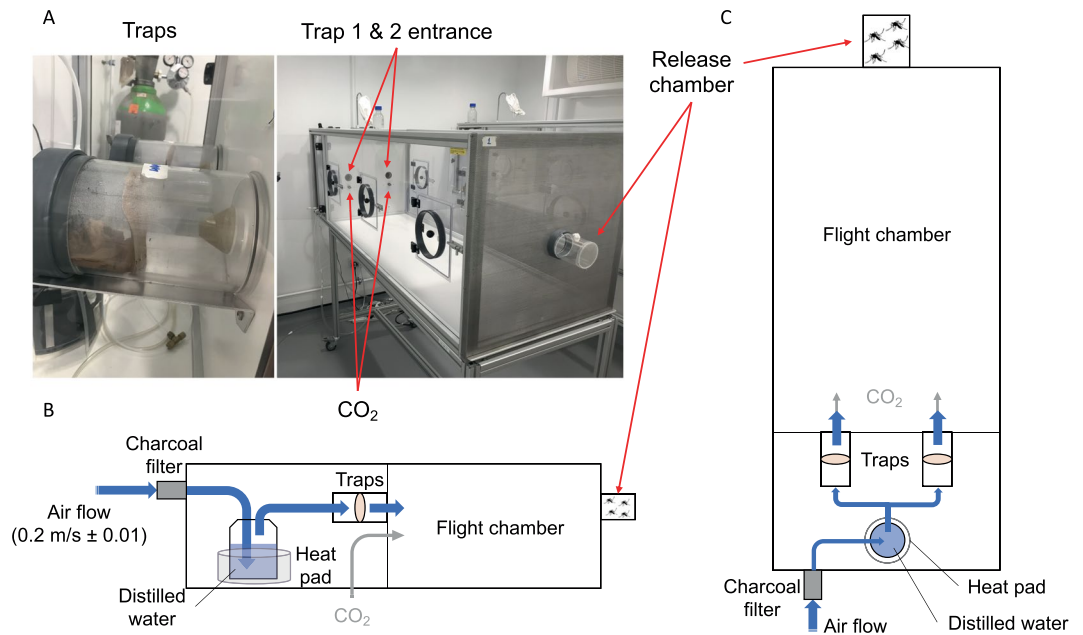 A
Traps
Trap 1 & 2 entrance
Release
chamber
1
CO₂
B
Charcoal
filter
Air flow
(0.2 m/s ± 0.01)
Traps
Flight chamber
Heat
pad
Distilled
water
CO₂
C
Flight chamber
CO₂
Traps
Charcoal
filter
Air flow
Heat pad
Distilled water